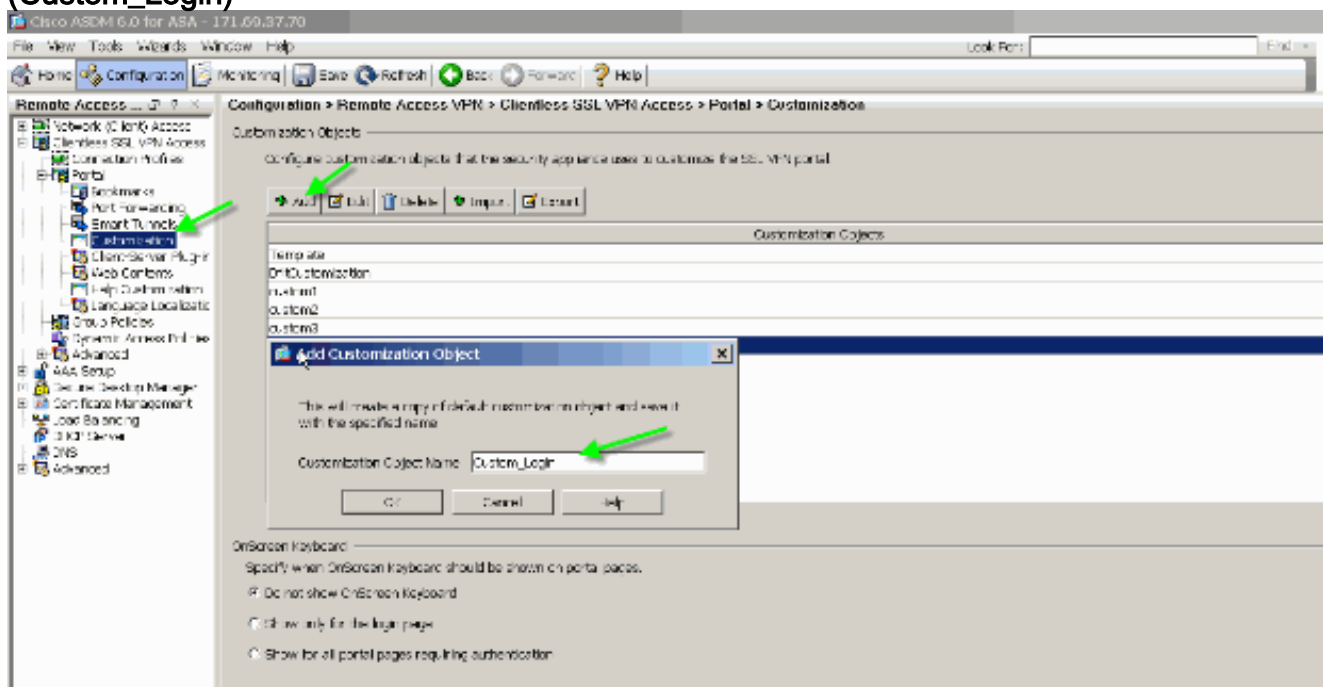 (Custom_Login)
Cisco ASDM 6.0 for ASA - 171.69.37.70
File View Tools Wizards Window Help
Look For:
Find
Home Configuration Monitoring Save Refresh Back Forward Help
Remote Access
Configuration > Remote Access VPN > Clientless SSL VPN Access > Portal > Customization
Network (Client) Access
Clientless SSL VPN Access
Connection Profiles
Portal
Bookmarks
Port Forwarding
Smart Tunnels
Customization
Client-Server Plug-ir
Web Contents
Help Customization
Language Localizatic
Group Policies
Dynamic Access Policies
Advanced
AAA Setup
Secure Desktop Manager
Certificate Management
Load Balancing
DHCP Server
DNS
Advanced
Customization Objects
Configure customization objects that the security appliance uses to customize the SSL VPN portal.
Add Edit Delete Import Export
Customization Objects
Template
DfltCustomization
custom1
custom2
custom3
Add Customization Object
This will create a copy of default customization object and save it
with the specified name
Customization Object Name Custom_Login
OK Cancel Help
OnScreen Keyboard
Specify when OnScreen Keyboard should be shown on portal pages.
Do not show OnScreen Keyboard
Show only for the login page
Show for all portal pages requiring authentication